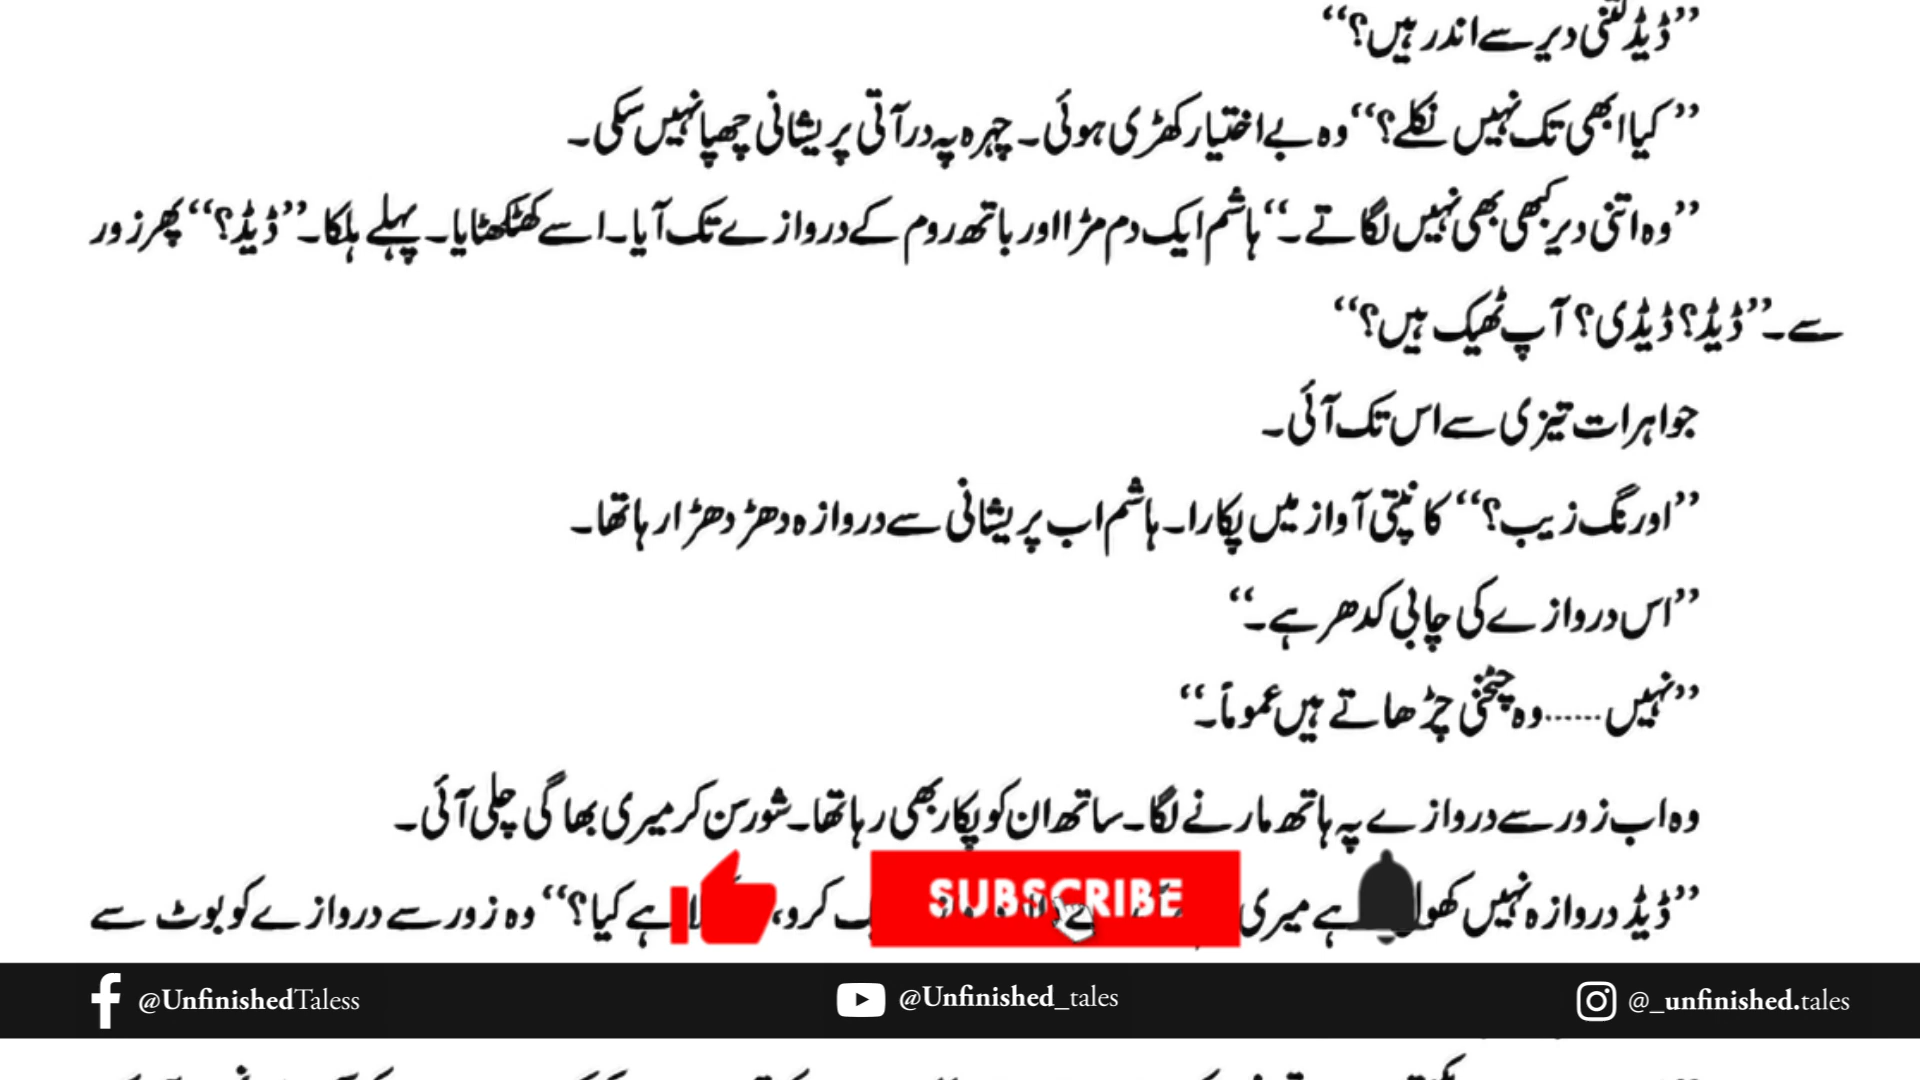 ’’ڈیڈ کتنی دیر سے اندر ہیں؟‘‘
’’کیا ابھی تک نہیں نکلے؟‘‘ وہ بے اختیار کھڑی ہوئی۔ چہرہ پہ در آتی پریشانی چھپا نہیں سکی۔
’’وہ اتنی دیر کبھی بھی نہیں لگاتے۔‘‘ ہاشم ایک دم مڑا اور باتھ روم کے دروازے تک آیا۔ اسے کھٹکھٹایا۔ پہلے ہلکا۔ ’’ڈیڈ؟‘‘ پھر زور
سے۔ ’’ڈیڈ؟ ڈیڈی؟ آپ ٹھیک ہیں؟‘‘
جواہرات تیزی سے اس تک آئی۔
’’اورنگ زیب؟‘‘ کانپتی آواز میں پکارا۔ ہاشم اب پریشانی سے دروازہ دھڑ دھڑا رہا تھا۔
’’اس دروازے کی چابی کدھر ہے۔‘‘
’’نہیں...... وہ چٹخنی چڑھاتے ہیں عموماً۔‘‘
وہ اب زور سے دروازے پہ ہاتھ مارنے لگا۔ ساتھ ان کو پکار بھی رہا تھا۔ شور سن کر میری بھاگی چلی آئی۔
’’ڈیڈ دروازہ نہیں میری کرو، ہے کیا؟‘‘ وہ زور سے دروازے کو بوٹ سے
SUBSCRIBE
@UnfinishedTaless
@Unfinished_tales
@_unfinished.tales